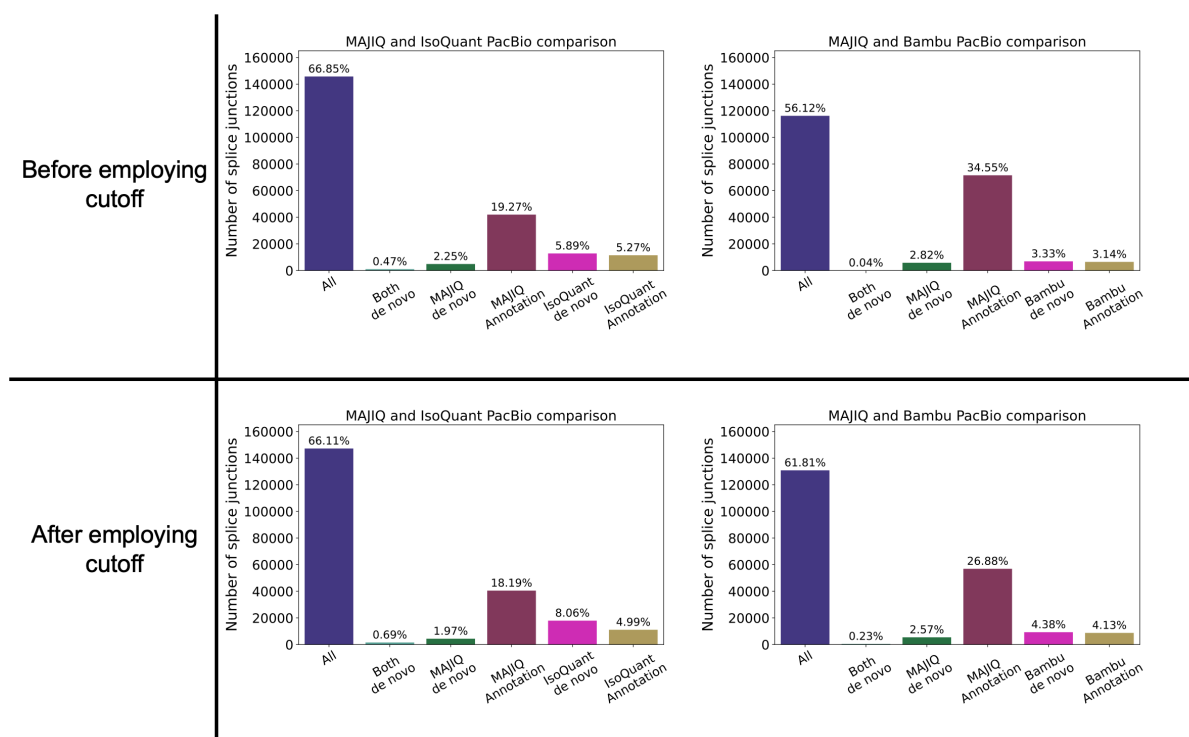 Before employing
cutoff
MAJIQ and IsoQuant PacBio comparison
Number of splice junctions
160000
140000
120000
100000
80000
60000
40000
20000
0
66.85%
0.47%
2.25%
19.27%
5.89%
5.27%
All
Both
de novo
MAJIQ
de novo
MAJIQ
Annotation
IsoQuant
de novo
IsoQuant
Annotation
MAJIQ and Bambu PacBio comparison
Number of splice junctions
160000
140000
120000
100000
80000
60000
40000
20000
0
56.12%
0.04%
2.82%
34.55%
3.33%
3.14%
All
Both
de novo
MAJIQ
de novo
MAJIQ
Annotation
Bambu
de novo
Bambu
Annotation
After employing
cutoff
MAJIQ and IsoQuant PacBio comparison
Number of splice junctions
160000
140000
120000
100000
80000
60000
40000
20000
0
66.11%
0.69%
1.97%
18.19%
8.06%
4.99%
All
Both
de novo
MAJIQ
de novo
MAJIQ
Annotation
IsoQuant
de novo
IsoQuant
Annotation
MAJIQ and Bambu PacBio comparison
Number of splice junctions
160000
140000
120000
100000
80000
60000
40000
20000
0
61.81%
0.23%
2.57%
26.88%
4.38%
4.13%
All
Both
de novo
MAJIQ
de novo
MAJIQ
Annotation
Bambu
de novo
Bambu
Annotation